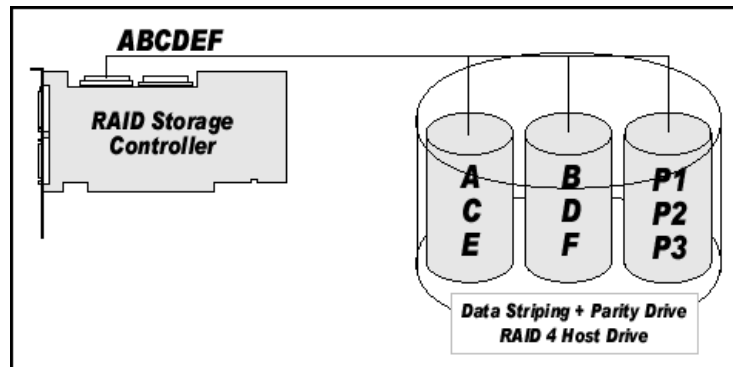 ABCDEF
RAID Storage
Controller
A B P1
C D P2
E F P3
Data Striping + Parity Drive
RAID 4 Host Drive